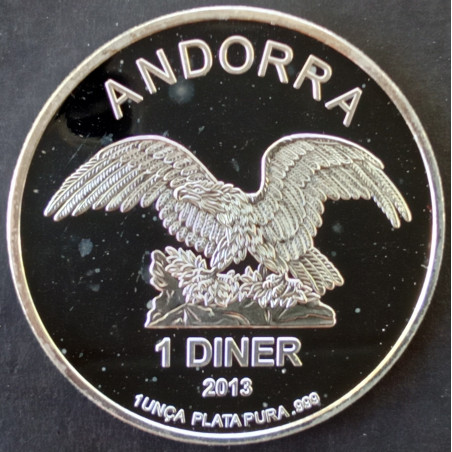 ANDORRA
1 DINER
2013
1 UNÇA PLATA PURA .999